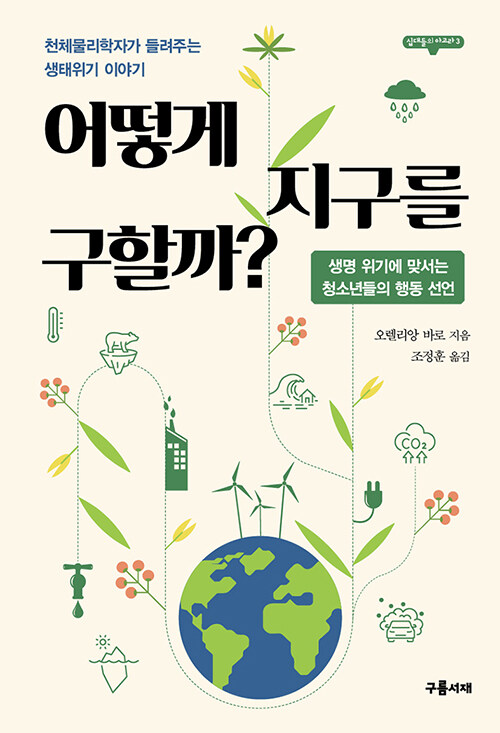 천체물리학자가 들려주는
생태위기 이야기
십대들의 아고라 3
어떻게
지구를
구할까?
생명 위기에 맞서는
청소년들의 행동 선언
오렐리앙 바로 지음
조정훈 옮김
CO₂
구름서재